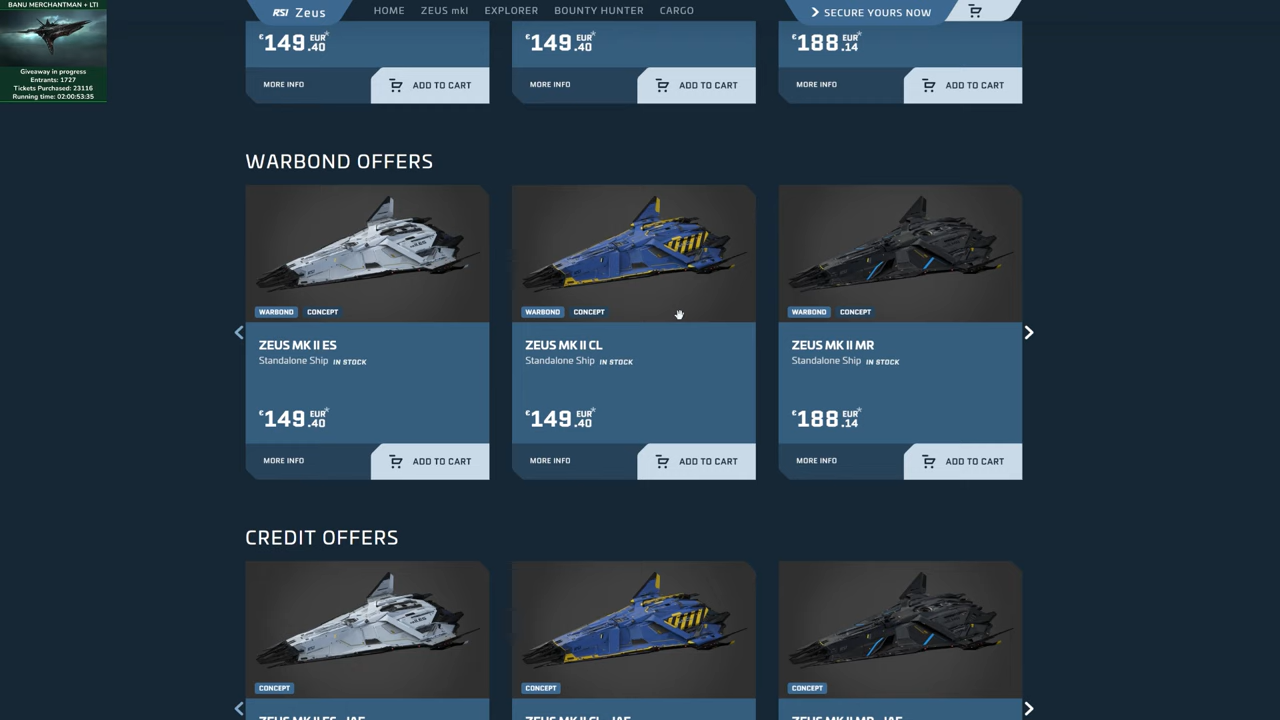 BANU MERCHANTMAN + LTI
Giveaway in progress
Entrants: 1727
Tickets Purchased: 23116
Running time: 02:00:53:35
RSI Zeus
HOME
ZEUS mkI
EXPLORER
BOUNTY HUNTER
CARGO
SECURE YOURS NOW
€149.40 EUR*
€149.40 EUR*
€188.14 EUR*
MORE INFO
ADD TO CART
MORE INFO
ADD TO CART
MORE INFO
ADD TO CART
WARBOND OFFERS
WARBOND CONCEPT
ZEUS MK II ES
Standalone Ship IN STOCK
€149.40 EUR*
MORE INFO
ADD TO CART
WARBOND CONCEPT
ZEUS MK II CL
Standalone Ship IN STOCK
€149.40 EUR*
MORE INFO
ADD TO CART
WARBOND CONCEPT
ZEUS MK II MR
Standalone Ship IN STOCK
€188.14 EUR*
MORE INFO
ADD TO CART
CREDIT OFFERS
CONCEPT
CONCEPT
CONCEPT